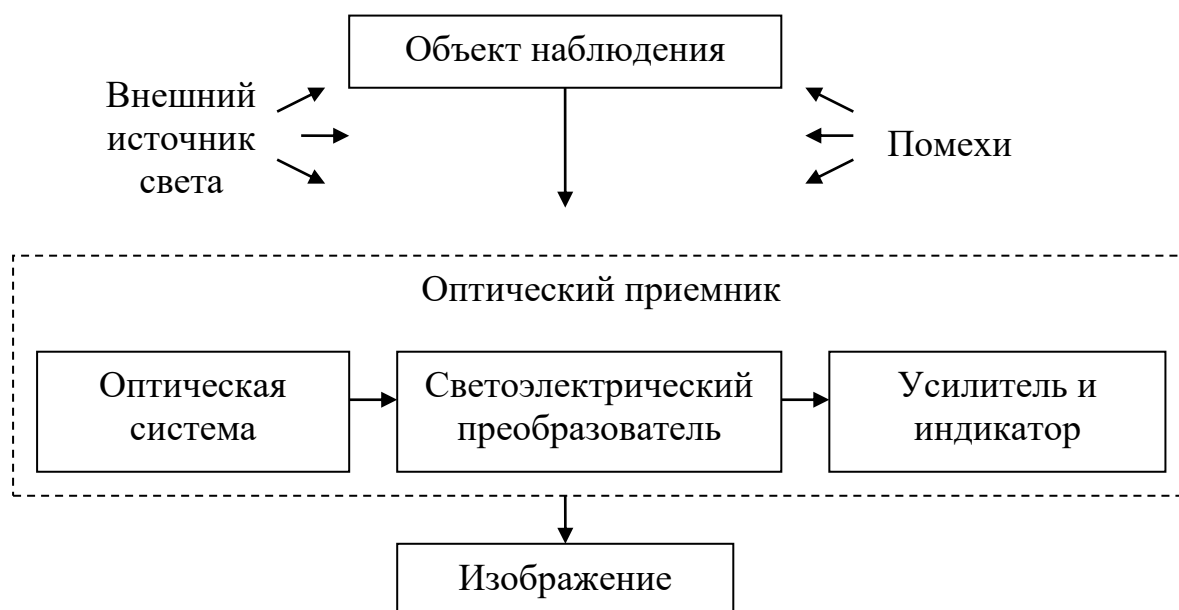 Объект наблюдения
Внешний
источник
света
Помехи
Оптический приемник
Оптическая
система
Светоэлектрический
преобразователь
Усилитель и
индикатор
Изображение